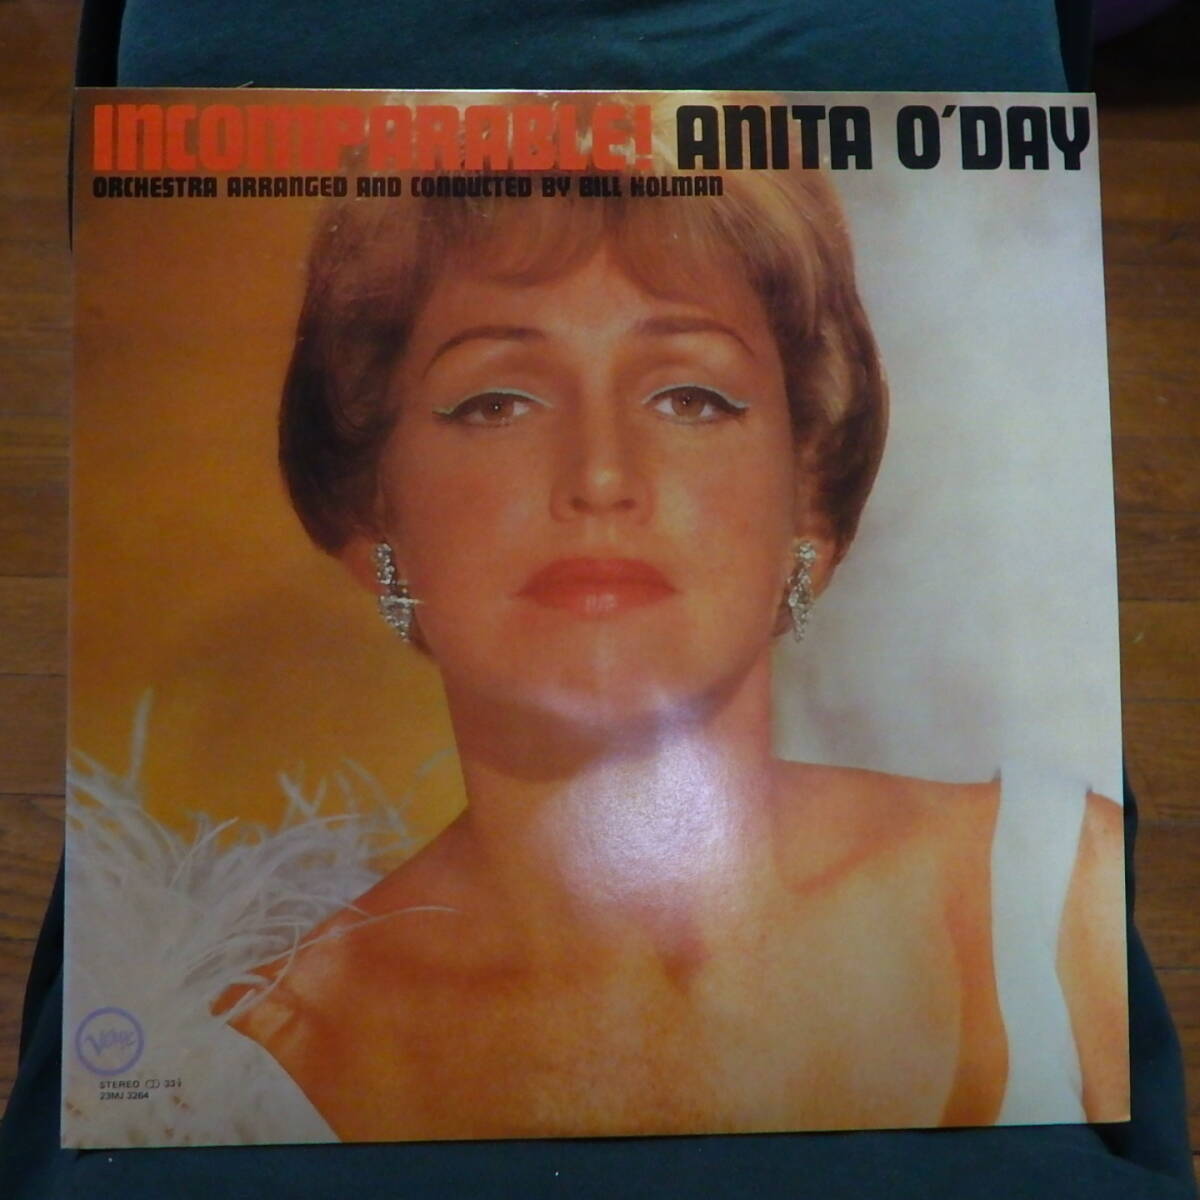 INCOMPARABLE! ANITA O'DAY
ORCHESTRA ARRANGED AND CONDUCTED BY BILL HOLMAN
Verve
STEREO 33⅓
23MJ 3264